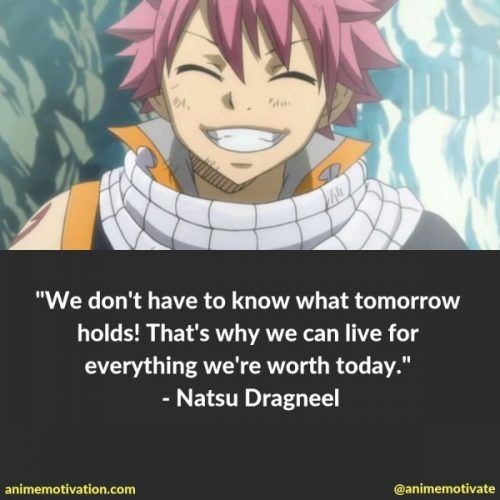 "We don't have to know what tomorrow
holds! That's why we can live for
everything we're worth today."
- Natsu Dragneel
animemotivation.com
@animemotivate